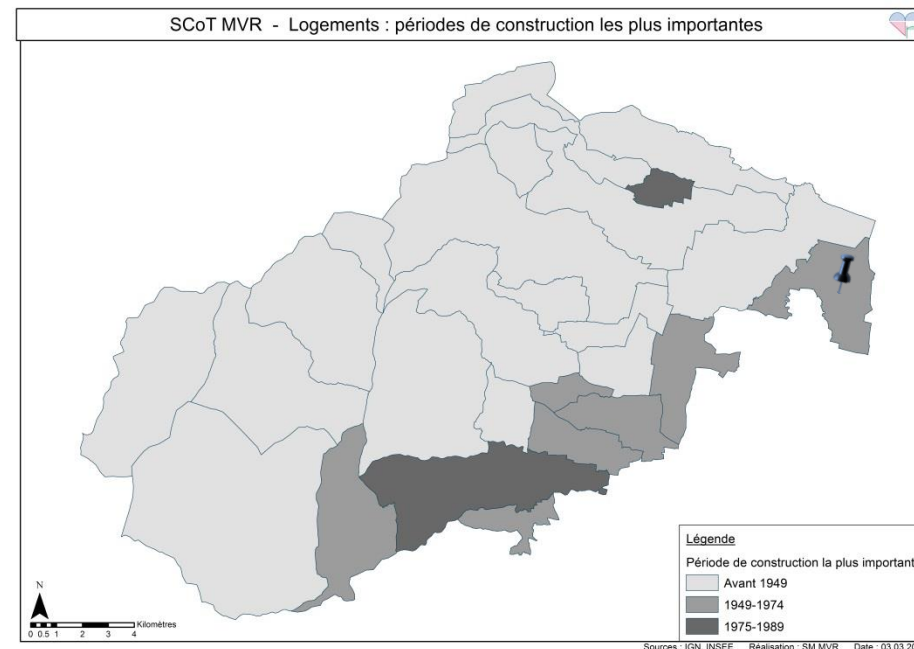 SCoT MVR - Logements : périodes de construction les plus importantes
Légende
Période de construction la plus important
Avant 1949
1949-1974
1975-1989
N
Kilomètres
0 0.5 1 2 3 4
Sources : IGN, INSEE Réalisation : SM MVR Date : 03.03.20